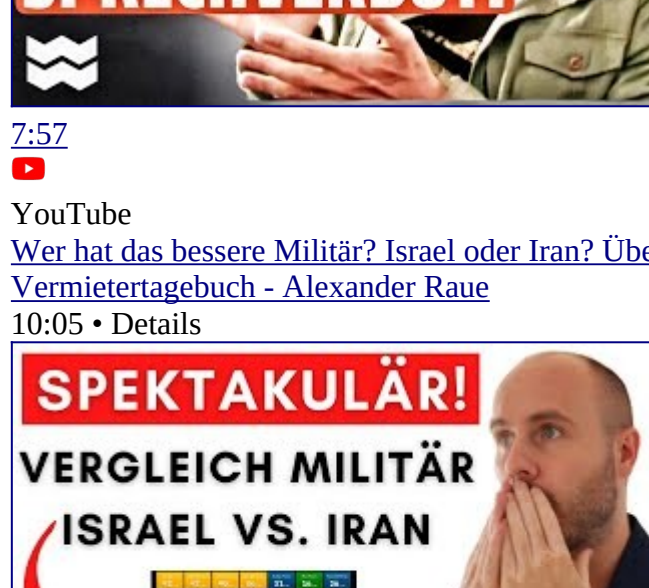 SPRECHVERBOT!
7:57
YouTube
Wer hat das bessere Militär? Israel oder Iran? Übe
Vermietertagebuch - Alexander Raue
10:05 • Details
SPEKTAKULÄR!
VERGLEICH MILITÄR
ISRAEL VS. IRAN